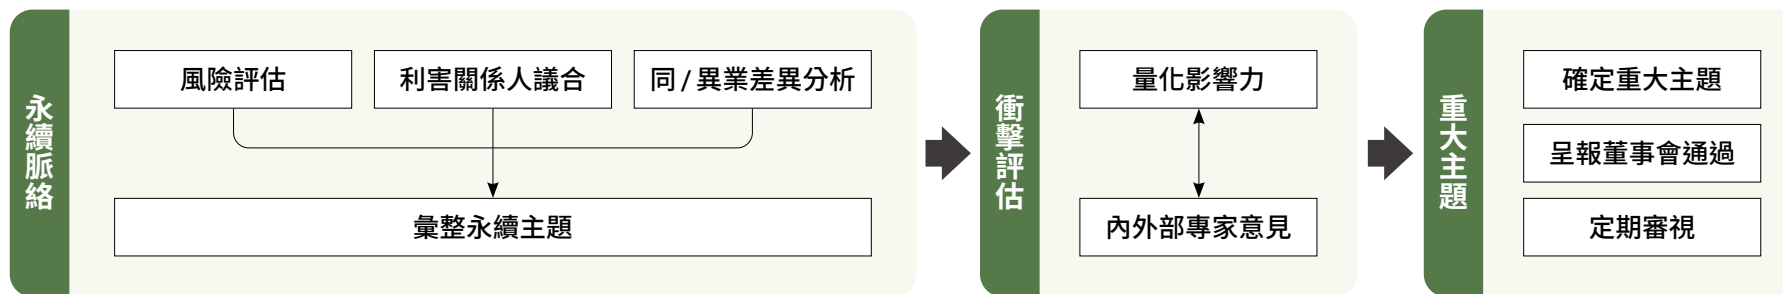 永續脈絡
風險評估
利害關係人議合
同/異業差異分析
彙整永續主題
衝擊評估
量化影響力
內外部專家意見
重大主題
確定重大主題
呈報董事會通過
定期審視